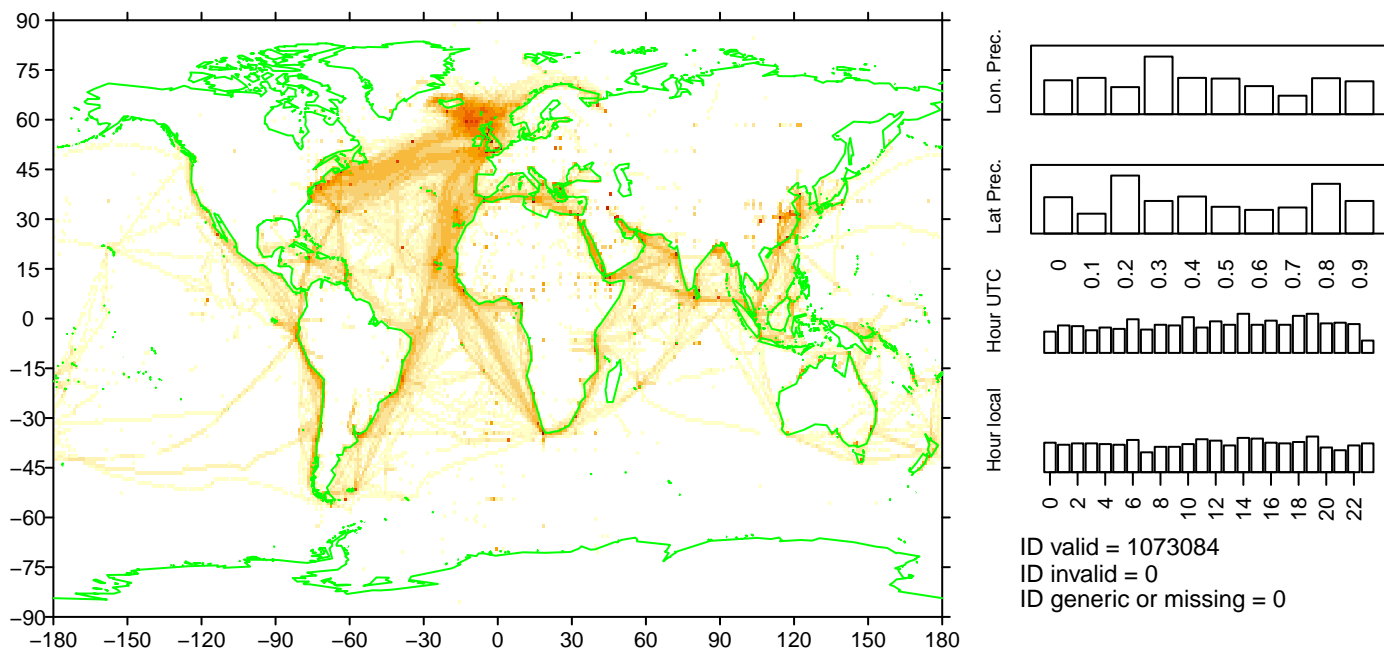 90
75
60
45
30
15
0
−15
−30
−45
−60
−75
−90
−180 −150 −120 −90 −60 −30 0 30 60 90 120 150 180
Lon. Prec.
Lat Prec.
0 0.1 0.2 0.3 0.4 0.5 0.6 0.7 0.8 0.9
Hour UTC
Hour local
0 2 4 6 8 10 12 14 16 18 20 22
ID valid = 1073084
ID invalid = 0
ID generic or missing = 0